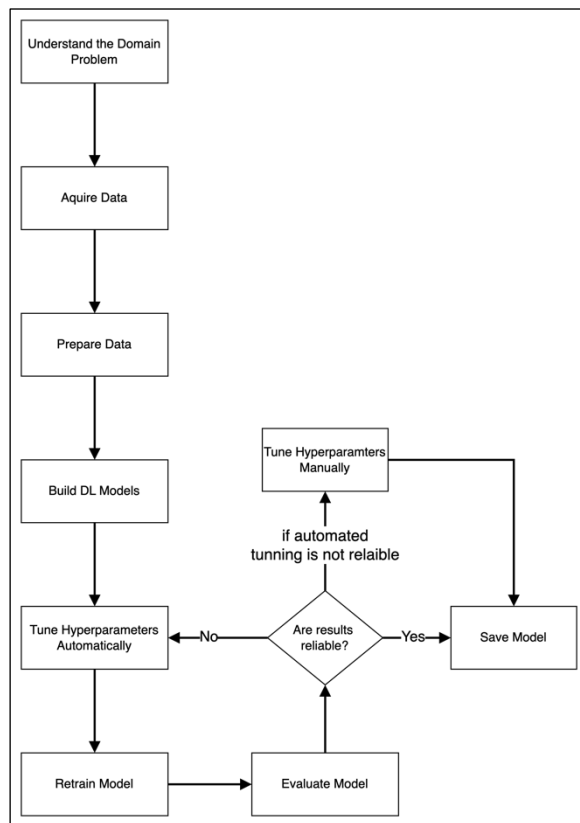 Understand the Domain
Problem
Aquire Data
Prepare Data
Build DL Models
Tune Hyperparameters
Automatically
Retrain Model
Evaluate Model
Are results
reliable?
No
Yes
if automated
tunning is not relaible
Tune Hyperparamters
Manually
Save Model